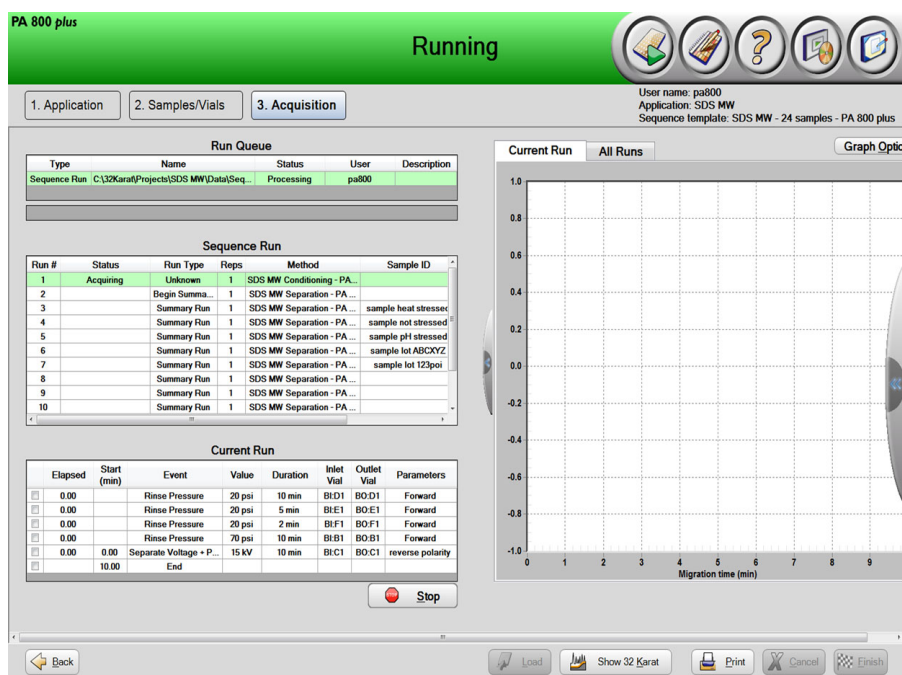 PA 800 plus
Running
1. Application
2. Samples/Vials
3. Acquisition
User name: pa800
Application: SDS MW
Sequence template: SDS MW - 24 samples - PA 800 plus
Run Queue
Type Name Status User Description
Sequence Run C:\32Karat\Projects\SDS MW\Data\Seq... Processing pa800
Sequence Run
Run # Status Run Type Reps Method Sample ID
1 Acquiring Unknown 1 SDS MW Conditioning - PA...
2 Begin Summa... 1 SDS MW Separation - PA ...
3 Summary Run 1 SDS MW Separation - PA ... sample heat stressed
4 Summary Run 1 SDS MW Separation - PA ... sample not stressed
5 Summary Run 1 SDS MW Separation - PA ... sample pH stressed
6 Summary Run 1 SDS MW Separation - PA ... sample lot ABCXYZ
7 Summary Run 1 SDS MW Separation - PA ... sample lot 123poi
8 Summary Run 1 SDS MW Separation - PA ...
9 Summary Run 1 SDS MW Separation - PA ...
10 Summary Run 1 SDS MW Separation - PA ...
Current Run
Elapsed Start (min) Event Value Duration Inlet Vial Outlet Vial Parameters
0.00 Rinse Pressure 20 psi 10 min BI:D1 BO:D1 Forward
0.00 Rinse Pressure 20 psi 5 min BI:E1 BO:E1 Forward
0.00 Rinse Pressure 20 psi 2 min BI:F1 BO:F1 Forward
0.00 Rinse Pressure 70 psi 10 min BI:B1 BO:B1 Forward
0.00 0.00 Separate Voltage + P... 15 kV 10 min BI:C1 BO:C1 reverse polarity
10.00 End
Stop
Current Run
All Runs
Graph Optic
1.0
0.8
0.6
0.4
0.2
0.0
-0.2
-0.4
-0.6
-0.8
-1.0
0 1 2 3 4 5 6 7 8 9
Migration time (min)
Back
Load
Show 32 Karat
Print
Cancel
Finish